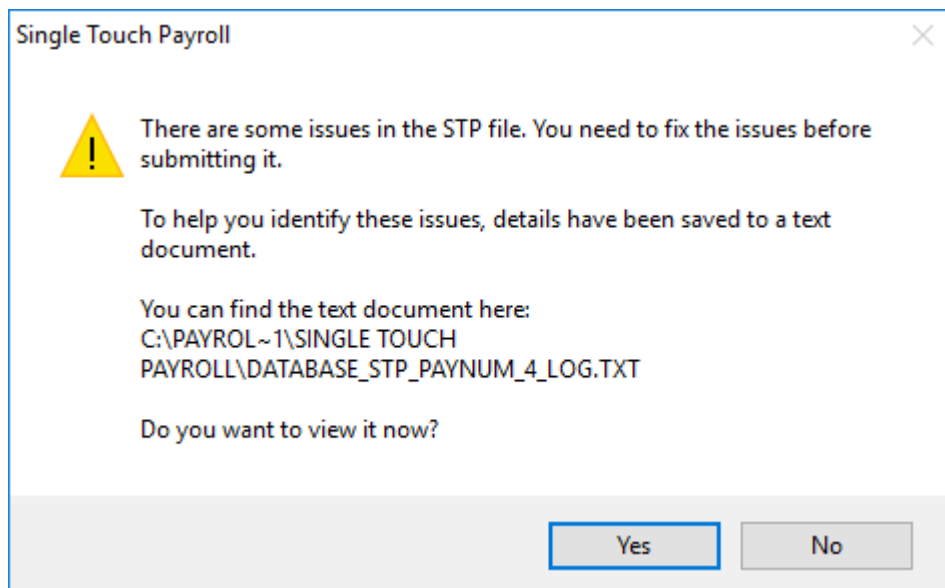 Single Touch Payroll
There are some issues in the STP file. You need to fix the issues before
submitting it.
To help you identify these issues, details have been saved to a text
document.
You can find the text document here:
C:\PAYROL~1\SINGLE TOUCH
PAYROLL\DATABASE_STP_PAYNUM_4_LOG.TXT
Do you want to view it now?
Yes
No